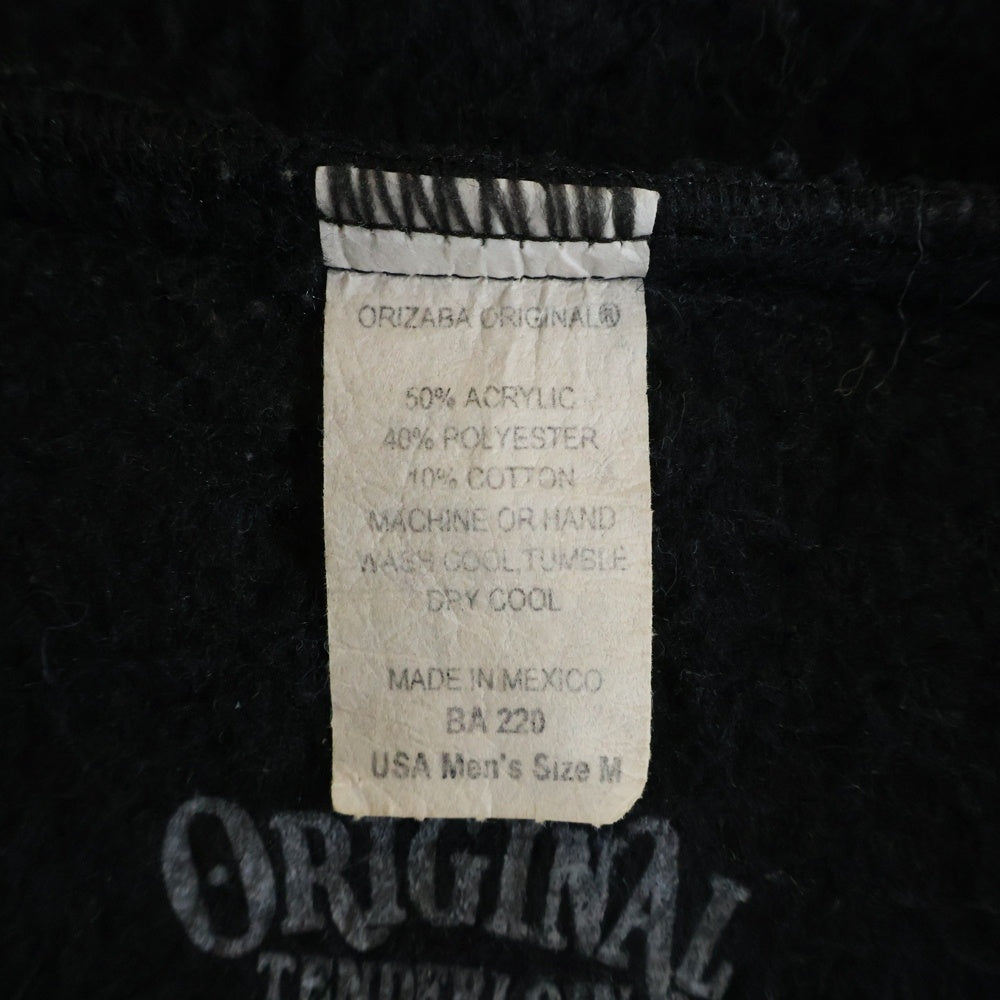 ORIZABA ORIGINAL®
50% ACRYLIC
40% POLYESTER
10% COTTON
MACHINE OR HAND
WASH COOL,TUMBLE
DRY COOL
MADE IN MEXICO
BA 220
USA Men's Size M
ORIGINAL
TENDERLOIN